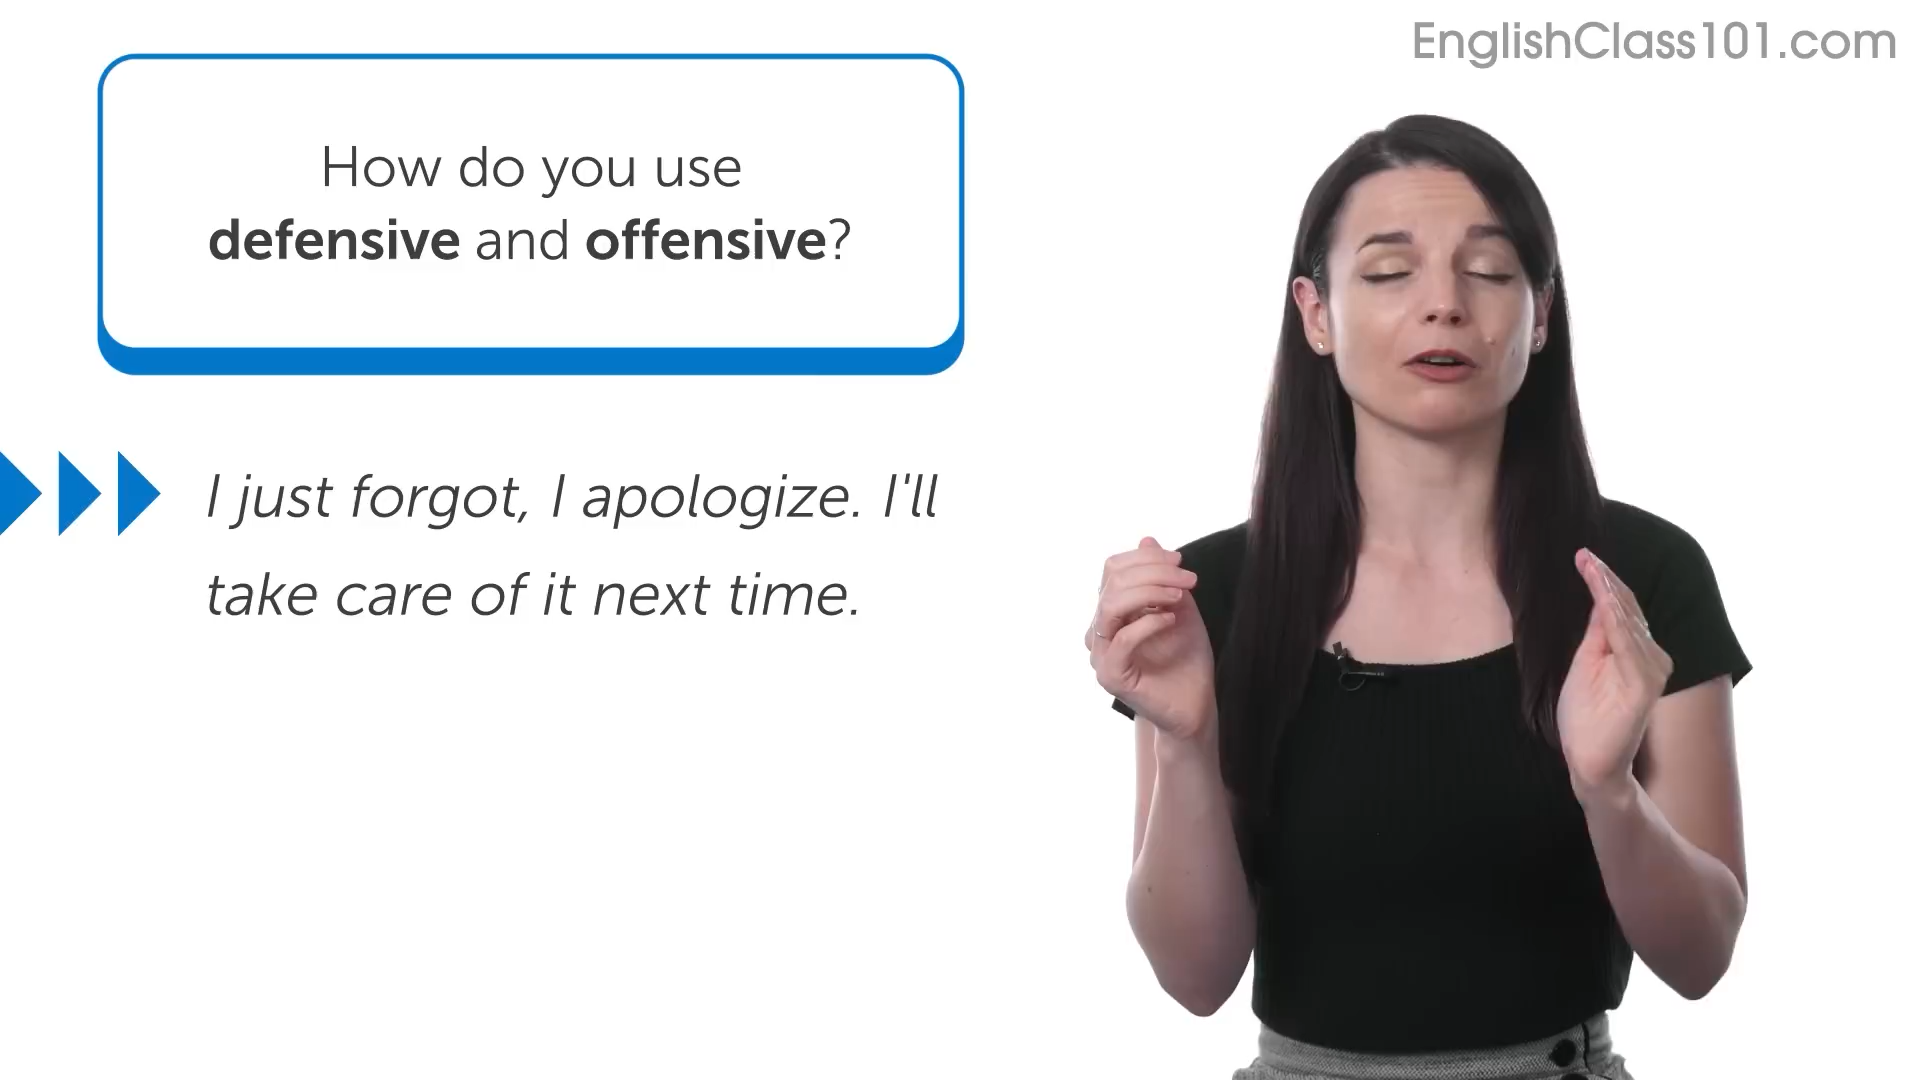 EnglishClass101.com
How do you use
defensive and offensive?
I just forgot, I apologize. I'll
take care of it next time.